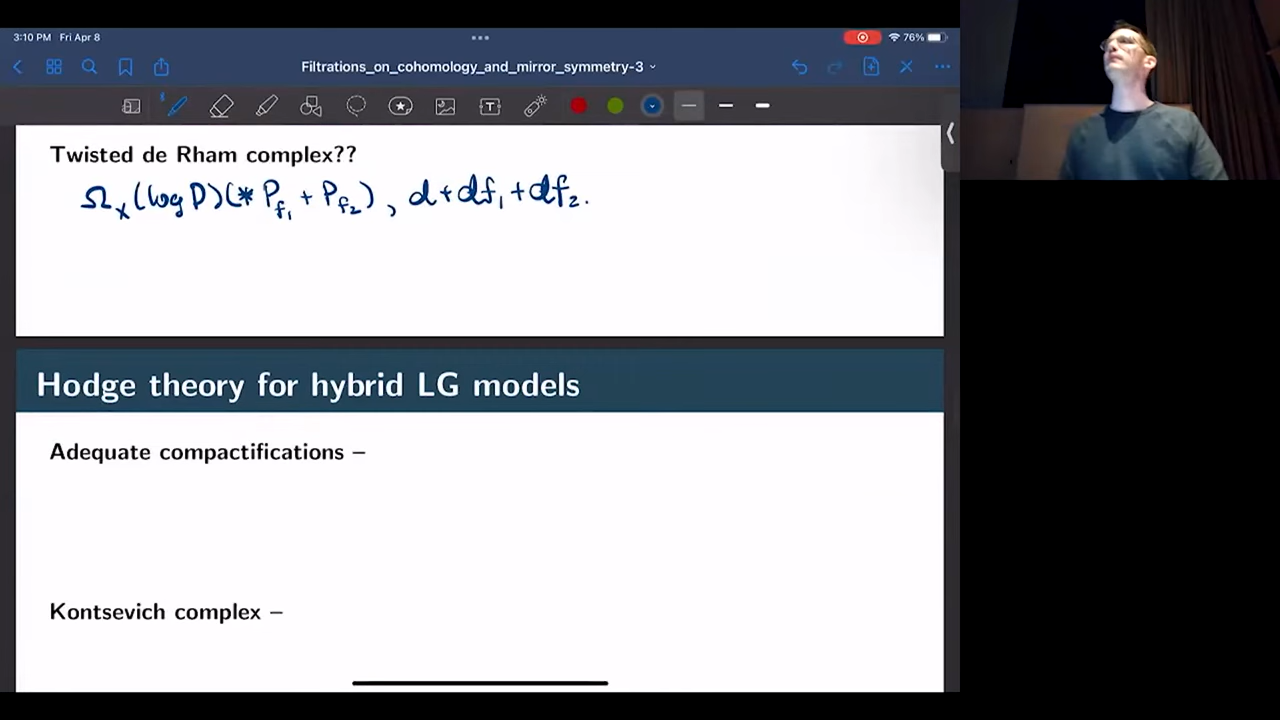 3:10 PM Fri Apr 8
76%
Filtrations_on_cohomology_and_mirror_symmetry-3
Twisted de Rham complex??
Ω_X (log D)(* P_{f_1} + P_{f_2}), d + df_1 + df_2.
Hodge theory for hybrid LG models
Adequate compactifications –
Kontsevich complex –